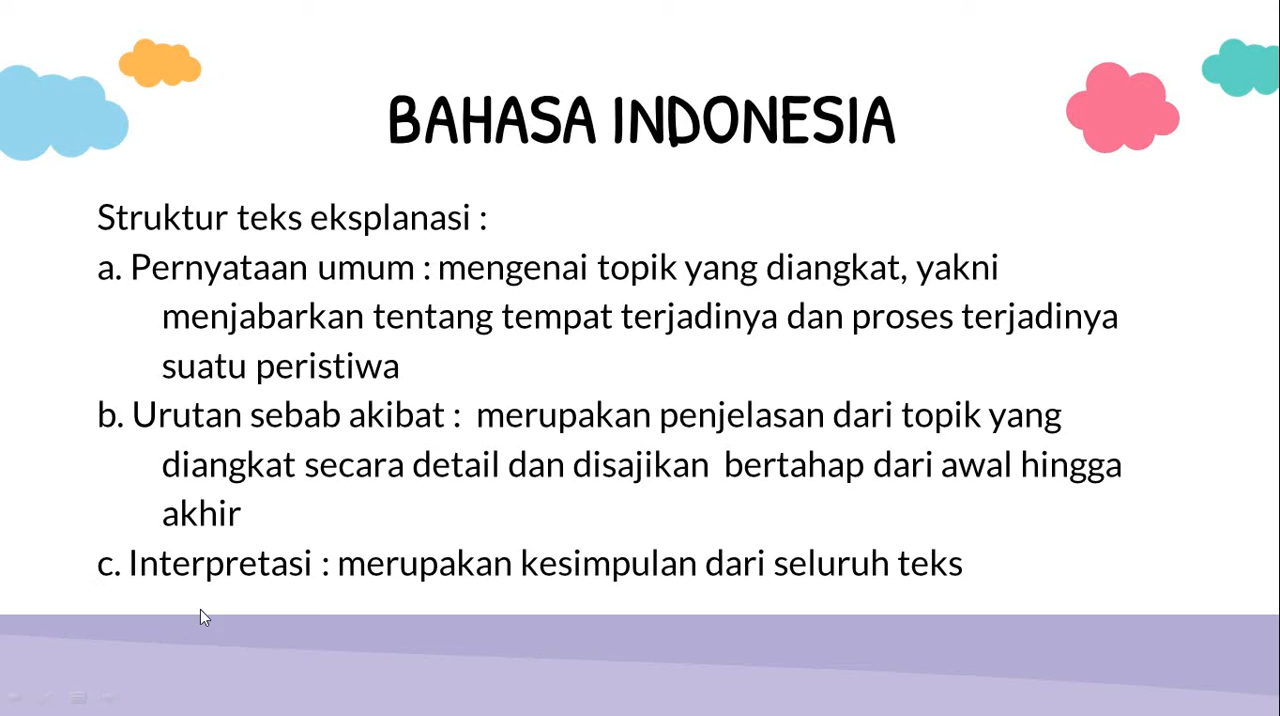 BAHASA INDONESIA
Struktur teks eksplanasi :
a. Pernyataan umum : mengenai topik yang diangkat, yakni
menjabarkan tentang tempat terjadinya dan proses terjadinya
suatu peristiwa
b. Urutan sebab akibat :  merupakan penjelasan dari topik yang
diangkat secara detail dan disajikan  bertahap dari awal hingga
akhir
c. Interpretasi : merupakan kesimpulan dari seluruh teks